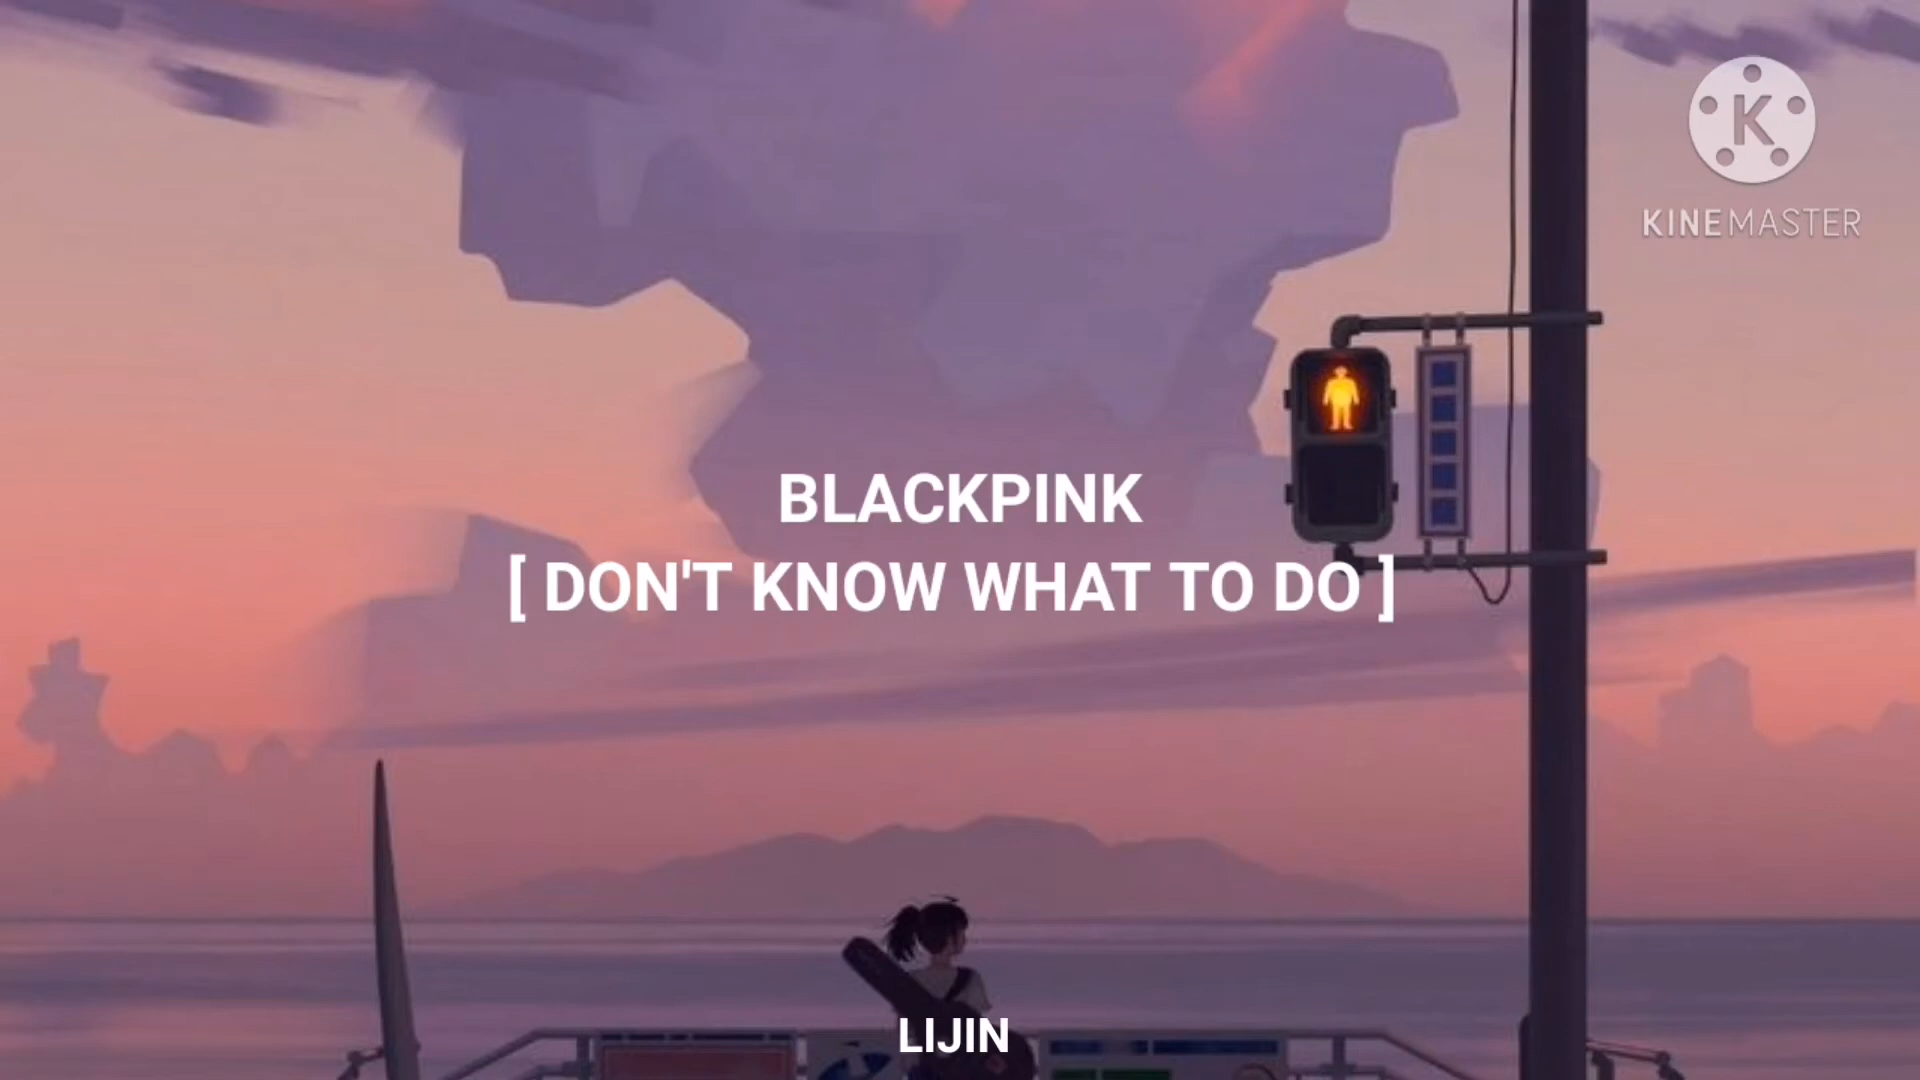 K
KINEMASTER
BLACKPINK
[ DON'T KNOW WHAT TO DO ]
LIJIN